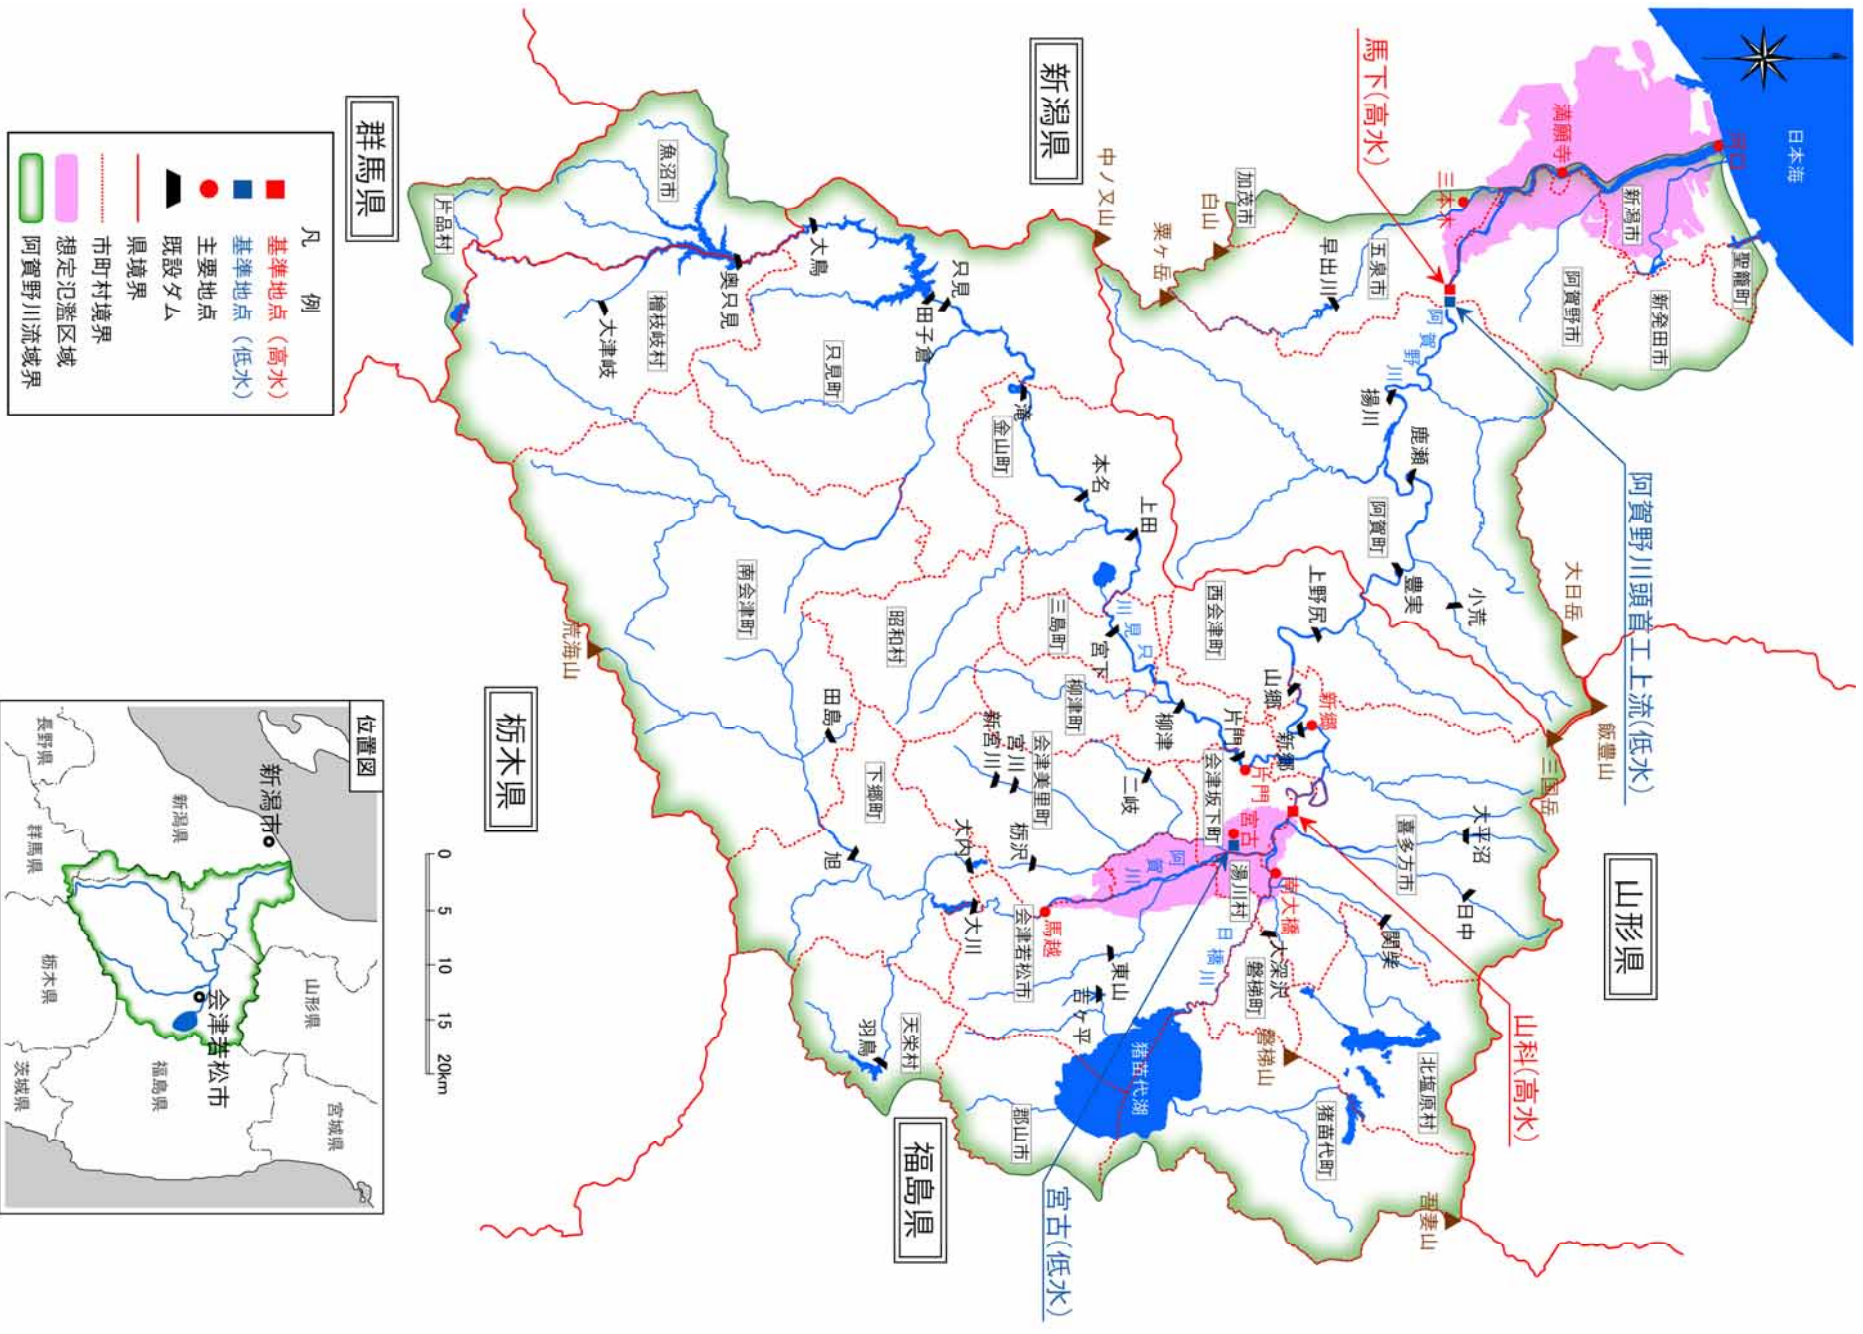 日本海
河口
満願寺
新潟市
聖籠町
新発田市
阿賀野市
三本木
五泉市
早出川
加茂市
白山
粟ヶ岳
中ノ又山
新潟県
馬下(高水)
阿賀野川頭首工上流(低水)
阿賀野川
揚川
鹿瀬
阿賀町
豊実
小荒
大日岳
飯豊山
三国岳
上野尻
西会津町
山郷
新郷
新郷
片門
片門
柳津
柳津町
宮下
三島町
只見川
上田
本名
金山町
滝
只見
田子倉
只見町
大鳥
奥只見
檜枝岐村
大津岐
魚沼市
片品村
群馬県
南会津町
昭和村
荒海山
田島
下郷町
旭
栃木県
新宮川
宮川
会津美里町
二岐
会津坂下町
宮古
湯川村
阿賀川
栃沢
大内
大川
馬越
会津若松市
東山
吉ヶ平
日橋川
南大橋
大深沢
磐梯町
磐梯山
関柴
日中
大平沼
喜多方市
山形県
山科(高水)
北塩原村
猪苗代町
猪苗代湖
吾妻山
郡山市
天栄村
羽鳥
福島県
宮古(低水)
凡 例
基準地点(高水)
基準地点(低水)
主要地点
既設ダム
県境界
市町村境界
想定氾濫区域
阿賀野川流域界
0 5 10 15 20km
位置図
長野県
新潟市
新潟県
群馬県
会津若松市
山形県
宮城県
福島県
栃木県
茨城県